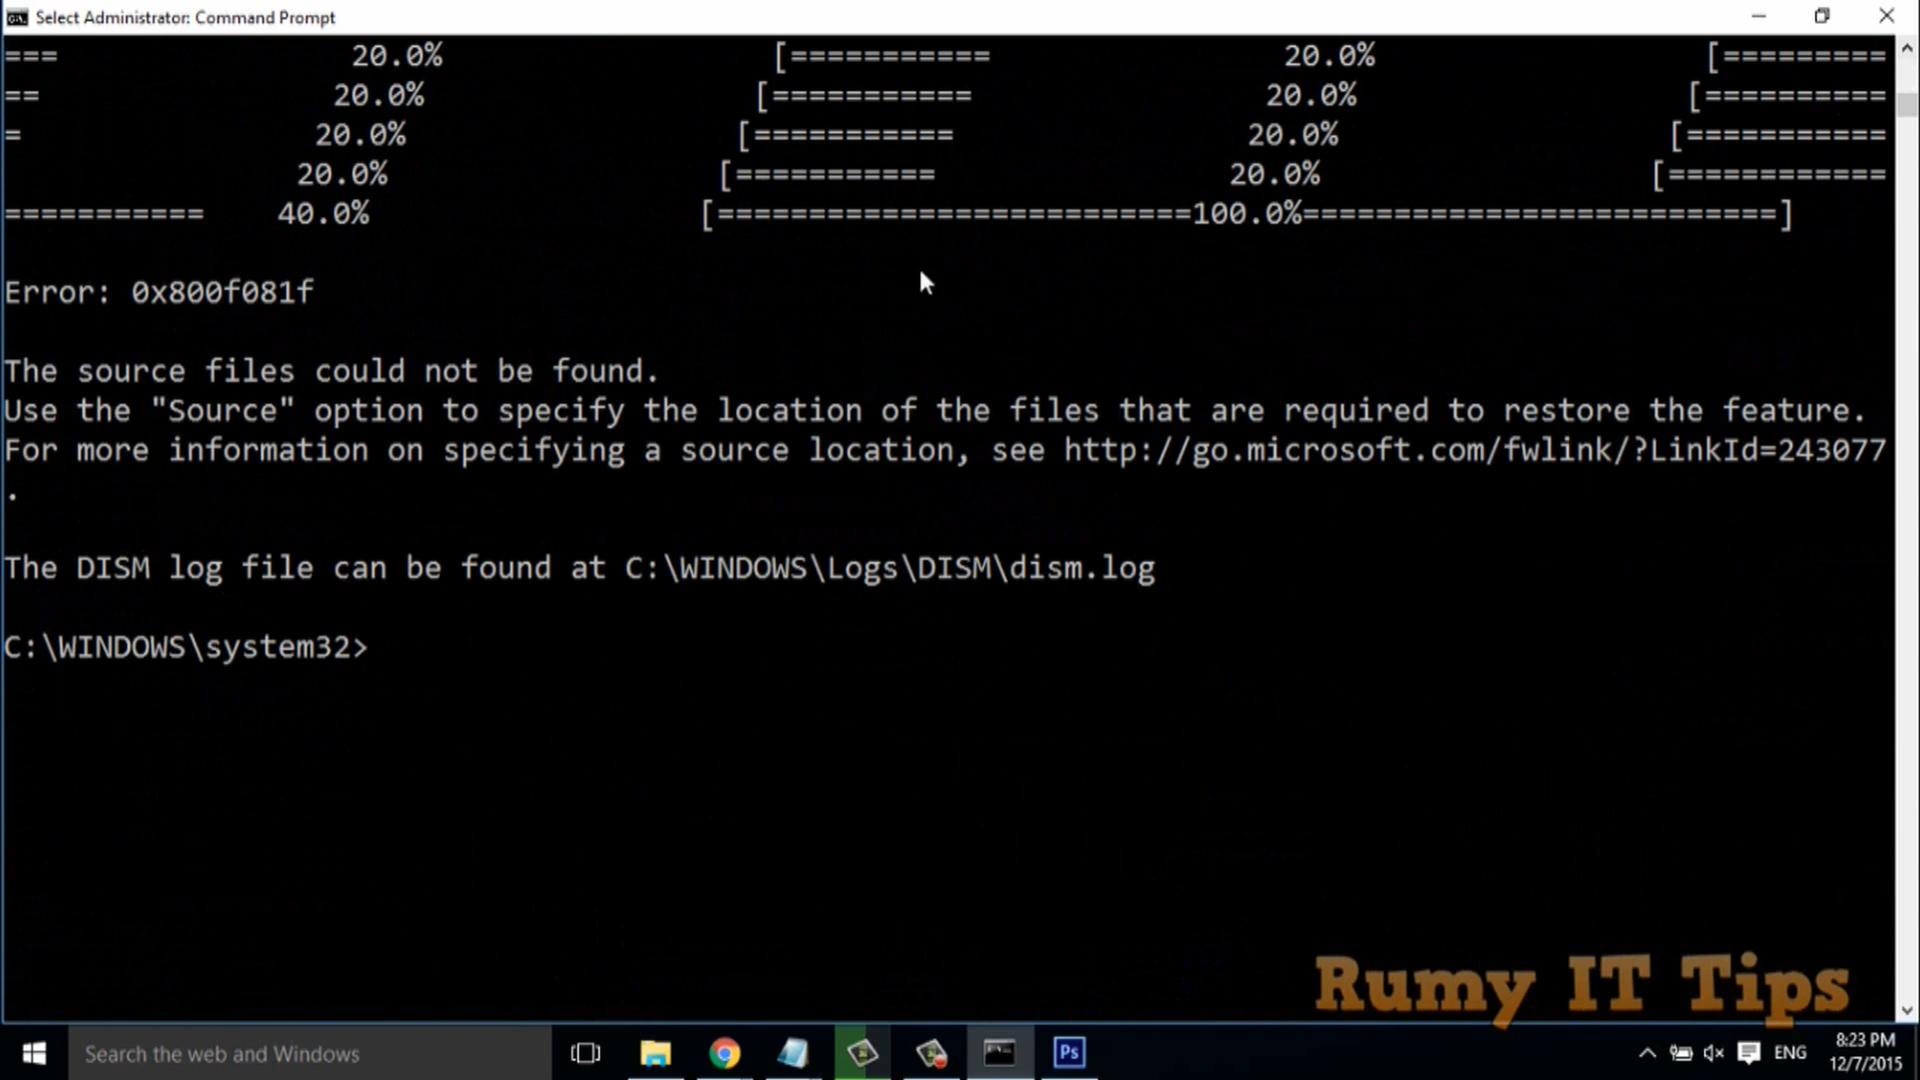 Select Administrator: Command Prompt
=== 20.0% [=========== 20.0% [=========
== 20.0% [=========== 20.0% [==========
= 20.0% [=========== 20.0% [===========
20.0% [=========== 20.0% [============
=========== 40.0% [==========================100.0%==========================]
Error: 0x800f081f
The source files could not be found.
Use the "Source" option to specify the location of the files that are required to restore the feature.
For more information on specifying a source location, see http://go.microsoft.com/fwlink/?LinkId=243077
.
The DISM log file can be found at C:\WINDOWS\Logs\DISM\dism.log
C:\WINDOWS\system32>
Rumy IT Tips
Search the web and Windows
Ps
ENG
8:23 PM
12/7/2015